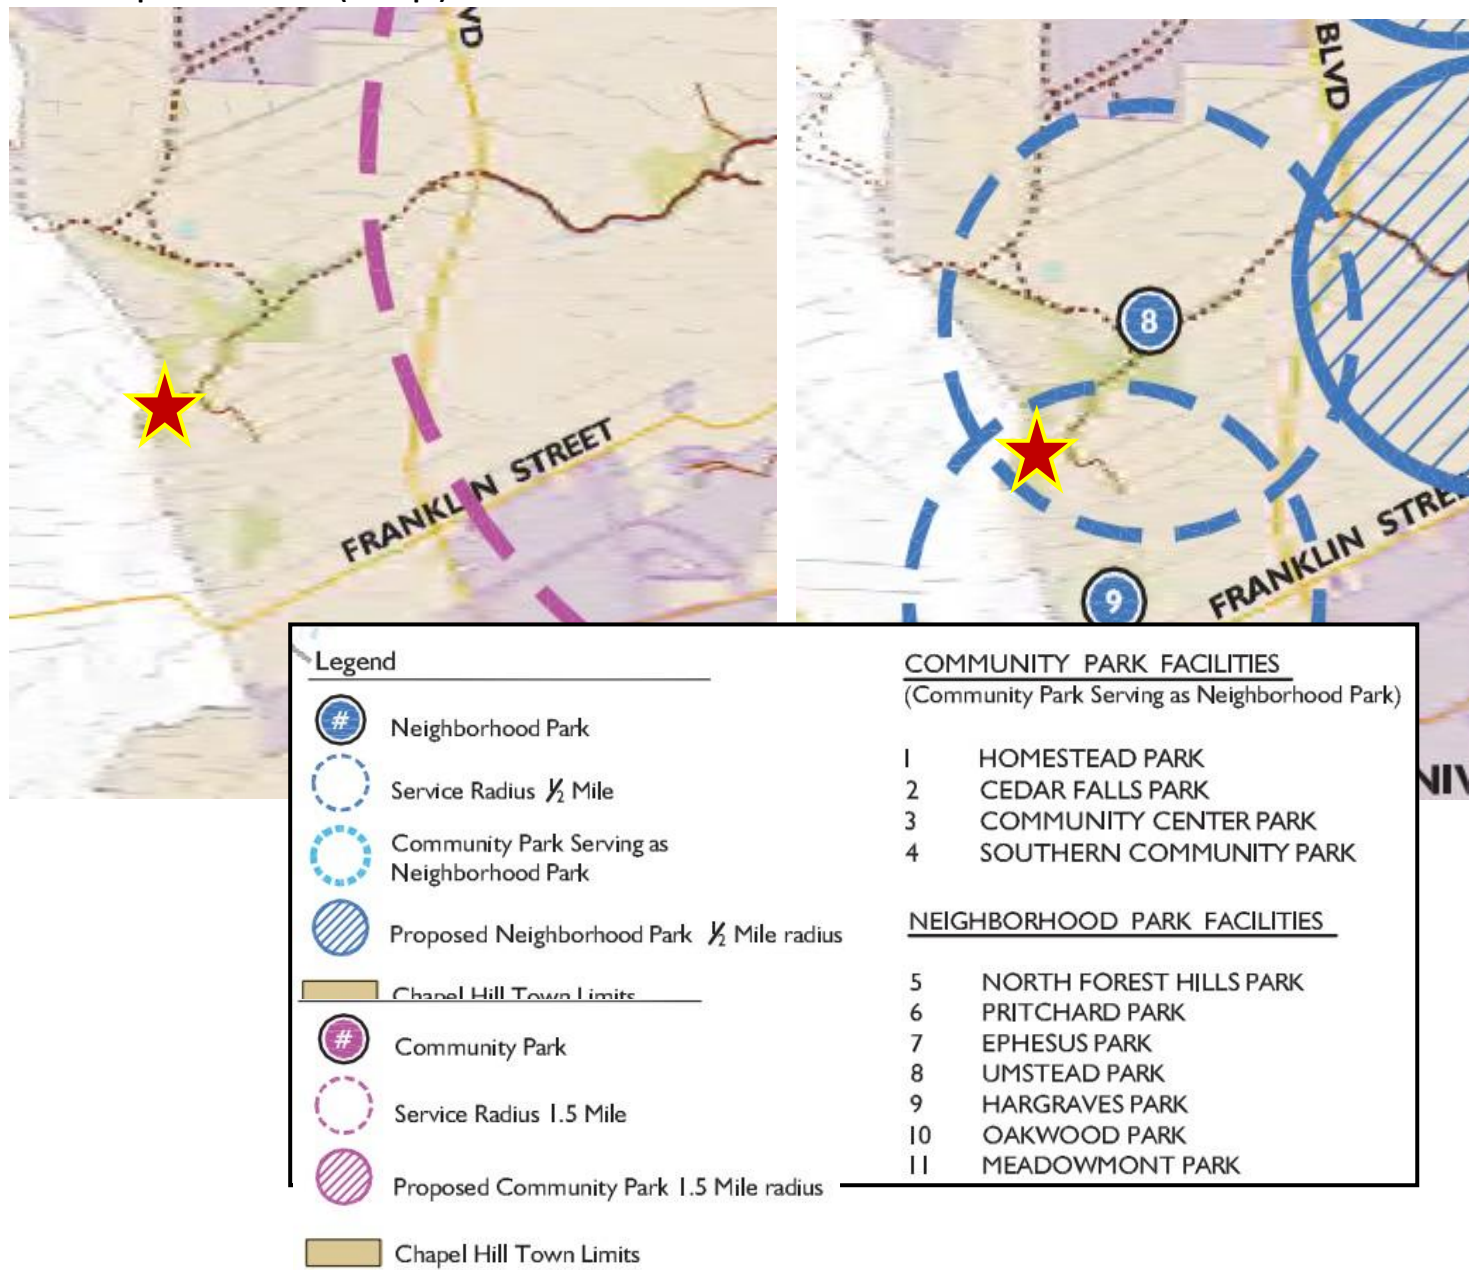 VD
FRANKLIN STREET
BLVD
8
9
FRANKLIN STREE
NIV
Legend
# Neighborhood Park
Service Radius ½ Mile
Community Park Serving as
Neighborhood Park
Proposed Neighborhood Park ½ Mile radius
Chapel Hill Town Limits
# Community Park
Service Radius 1.5 Mile
Proposed Community Park 1.5 Mile radius
Chapel Hill Town Limits
COMMUNITY PARK FACILITIES
(Community Park Serving as Neighborhood Park)
1 HOMESTEAD PARK
2 CEDAR FALLS PARK
3 COMMUNITY CENTER PARK
4 SOUTHERN COMMUNITY PARK
NEIGHBORHOOD PARK FACILITIES
5 NORTH FOREST HILLS PARK
6 PRITCHARD PARK
7 EPHESUS PARK
8 UMSTEAD PARK
9 HARGRAVES PARK
10 OAKWOOD PARK
11 MEADOWMONT PARK